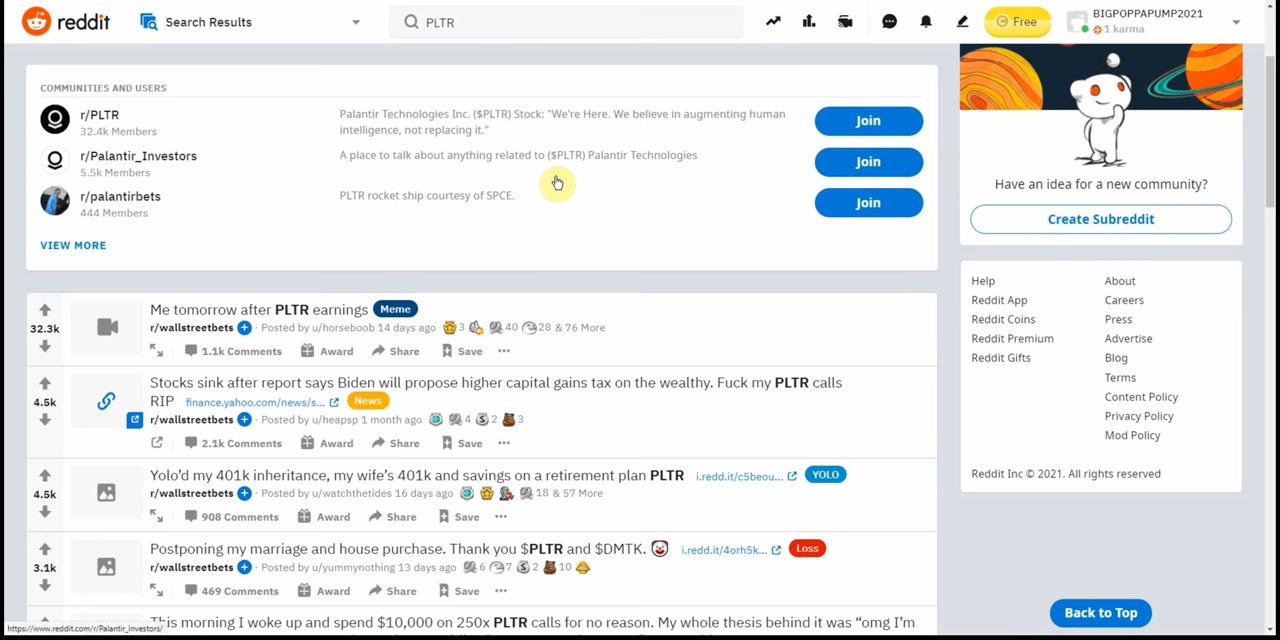 reddit Search Results PLTR Free BIGPOPPAPUMP2021
1 karma
COMMUNITIES AND USERS
r/PLTR Palantir Technologies Inc. ($PLTR) Stock: "We're Here. We believe in augmenting human Join
32.4k Members intelligence, not replacing it."
r/Palantir_Investors A place to talk about anything related to ($PLTR) Palantir Technologies Join
5.5k Members
r/palantirbets PLTR rocket ship courtesy of SPCE. Join
444 Members
VIEW MORE
Me tomorrow after PLTR earnings Meme
32.3k r/wallstreetbets • Posted by u/horseboob 14 days ago 3 40 28 & 76 More
1.1k Comments Award Share Save
Stocks sink after report says Biden will propose higher capital gains tax on the wealthy. Fuck my PLTR calls
4.5k RIP finance.yahoo.com/news/s... News
r/wallstreetbets • Posted by u/heapsp 1 month ago 4 2 3
2.1k Comments Award Share Save
Yolo'd my 401k inheritance, my wife's 401k and savings on a retirement plan PLTR i.redd.it/c5beou... YOLO
4.5k r/wallstreetbets • Posted by u/watchthetides 16 days ago 18 & 57 More
908 Comments Award Share Save
Postponing my marriage and house purchase. Thank you $PLTR and $DMTK. i.redd.it/4orh5k... Loss
3.1k r/wallstreetbets • Posted by u/yummynothing 13 days ago 6 7 2 10
469 Comments Award Share Save
This morning I woke up and spend $10,000 on 250x PLTR calls for no reason. My whole thesis behind it was "omg I'm
https://www.reddit.com/r/Palantir_Investors/
Have an idea for a new community?
Create Subreddit
Help About
Reddit App Careers
Reddit Coins Press
Reddit Premium Advertise
Reddit Gifts Blog
Terms
Content Policy
Privacy Policy
Mod Policy
Reddit Inc © 2021. All rights reserved
Back to Top